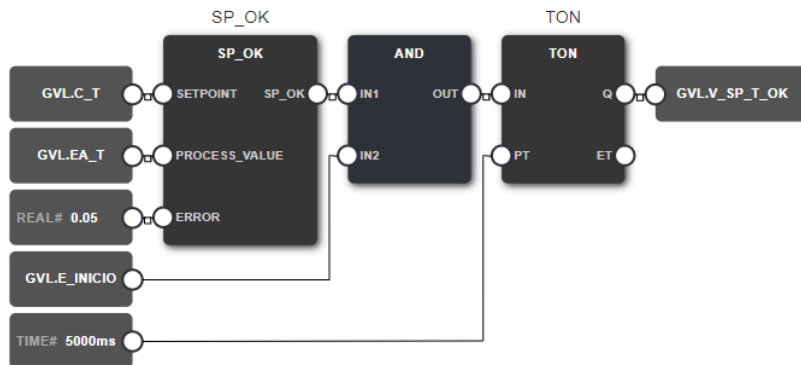 SP_OK
TON
SP_OK
AND
TON
GVL.C_T
SETPOINT
SP_OK
IN1
OUT
IN
Q
GVL.V_SP_T_OK
GVL.EA_T
PROCESS_VALUE
IN2
PT
ET
REAL# 0.05
ERROR
GVL.E_INICIO
TIME# 5000ms